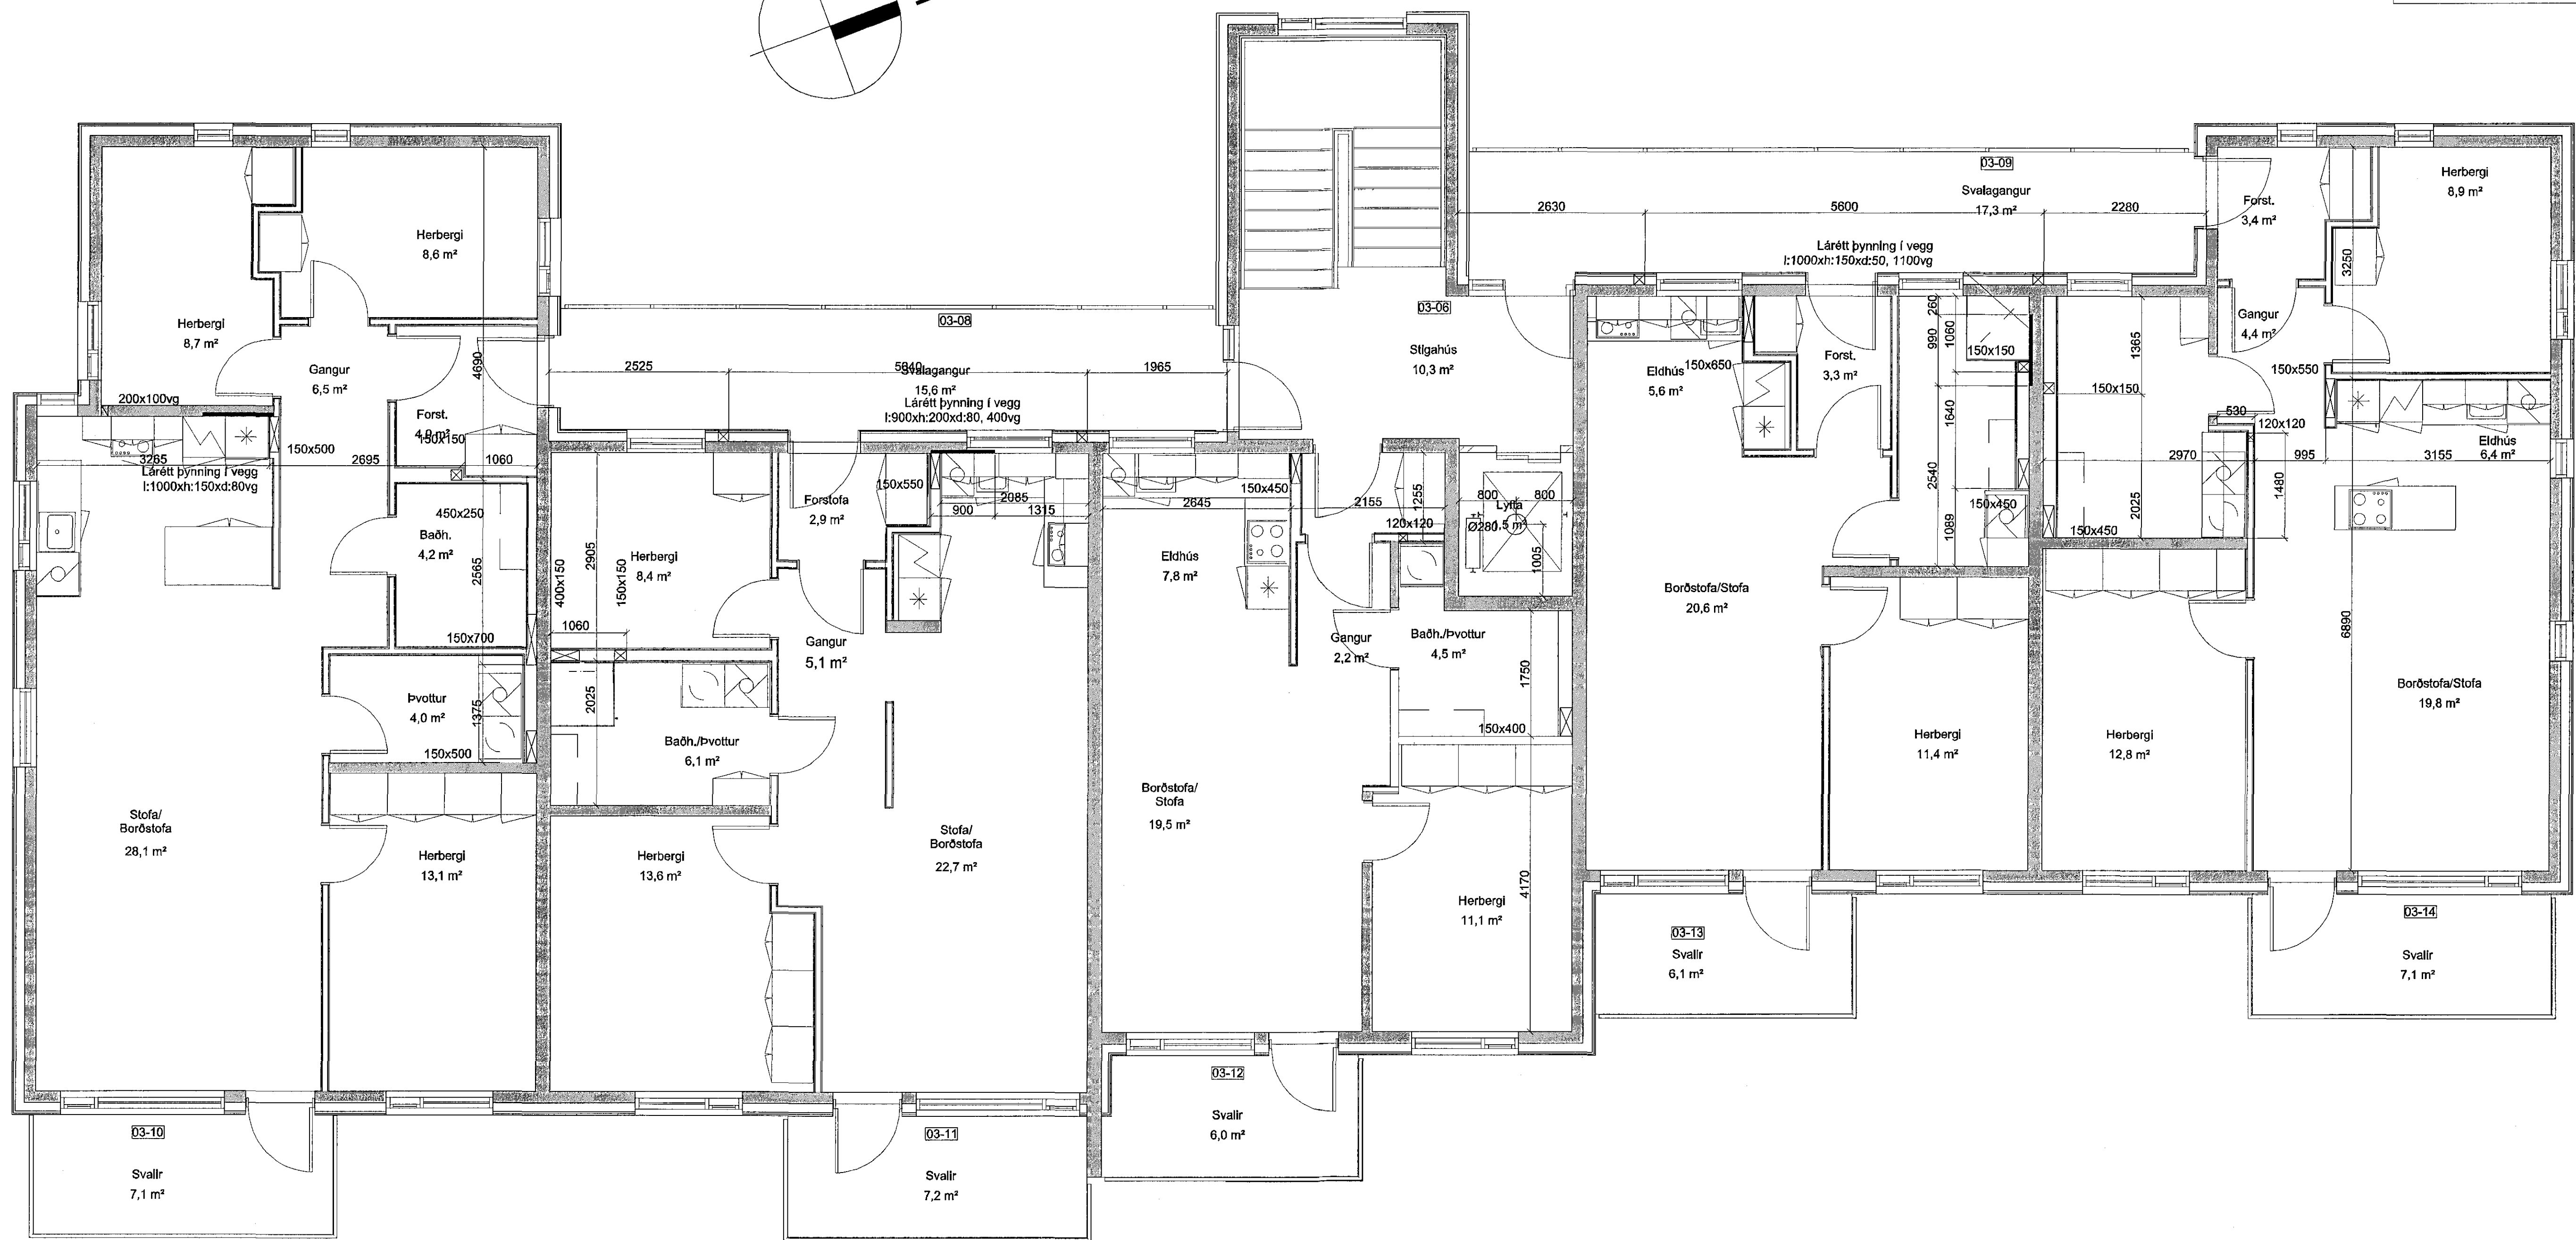 Herbergi
8,6 m²
Herbergi
8,7 m²
Gangur
6,5 m²
4690
200x100vg
Forst.
150x150
150x500
3265
2695
1060
Lárétt þynning í vegg
l:1000xh:150xd:80vg
450x250
Baðh.
4,2 m²
2565
150x700
Þvottur
4,0 m²
1375
150x500
Stofa/
Borðstofa
28,1 m²
Herbergi
13,1 m²
03-10
Svalir
7,1 m²
03-08
2525
5840
1965
Svalagangur
15,6 m²
Lárétt þynning í vegg
l:900xh:200xd:80, 400vg
Forstofa
2,9 m²
150x550
2085
900
1315
2905
Herbergi
8,4 m²
400x150
150x150
1060
Gangur
5,1 m²
2025
Baðh./Þvottur
6,1 m²
Herbergi
13,6 m²
Stofa/
Borðstofa
22,7 m²
03-11
Svalir
7,2 m²
03-06
Stigahús
10,3 m²
150x450
2645
2155
1255
120x120
800
800
Lyfta
Ø280
1005
Eldhús
7,8 m²
Gangur
2,2 m²
Baðh./Þvottur
4,5 m²
1750
150x400
Borðstofa/
Stofa
19,5 m²
4170
Herbergi
11,1 m²
03-12
Svalir
6,0 m²
03-09
Svalagangur
17,3 m²
2630
5600
2280
Lárétt þynning í vegg
l:1000xh:150xd:50, 1100vg
Eldhús
5,6 m²
150x650
Forst.
3,3 m²
260
990
1060
150x150
1640
2540
150x450
1089
Borðstofa/Stofa
20,6 m²
Herbergi
11,4 m²
03-13
Svalir
6,1 m²
Herbergi
8,9 m²
Forst.
3,4 m²
3250
Gangur
4,4 m²
1365
150x150
150x550
530
120x120
Eldhús
6,4 m²
2970
995
3155
1480
2025
150x450
6890
Borðstofa/Stofa
19,8 m²
Herbergi
12,8 m²
03-14
Svalir
7,1 m²